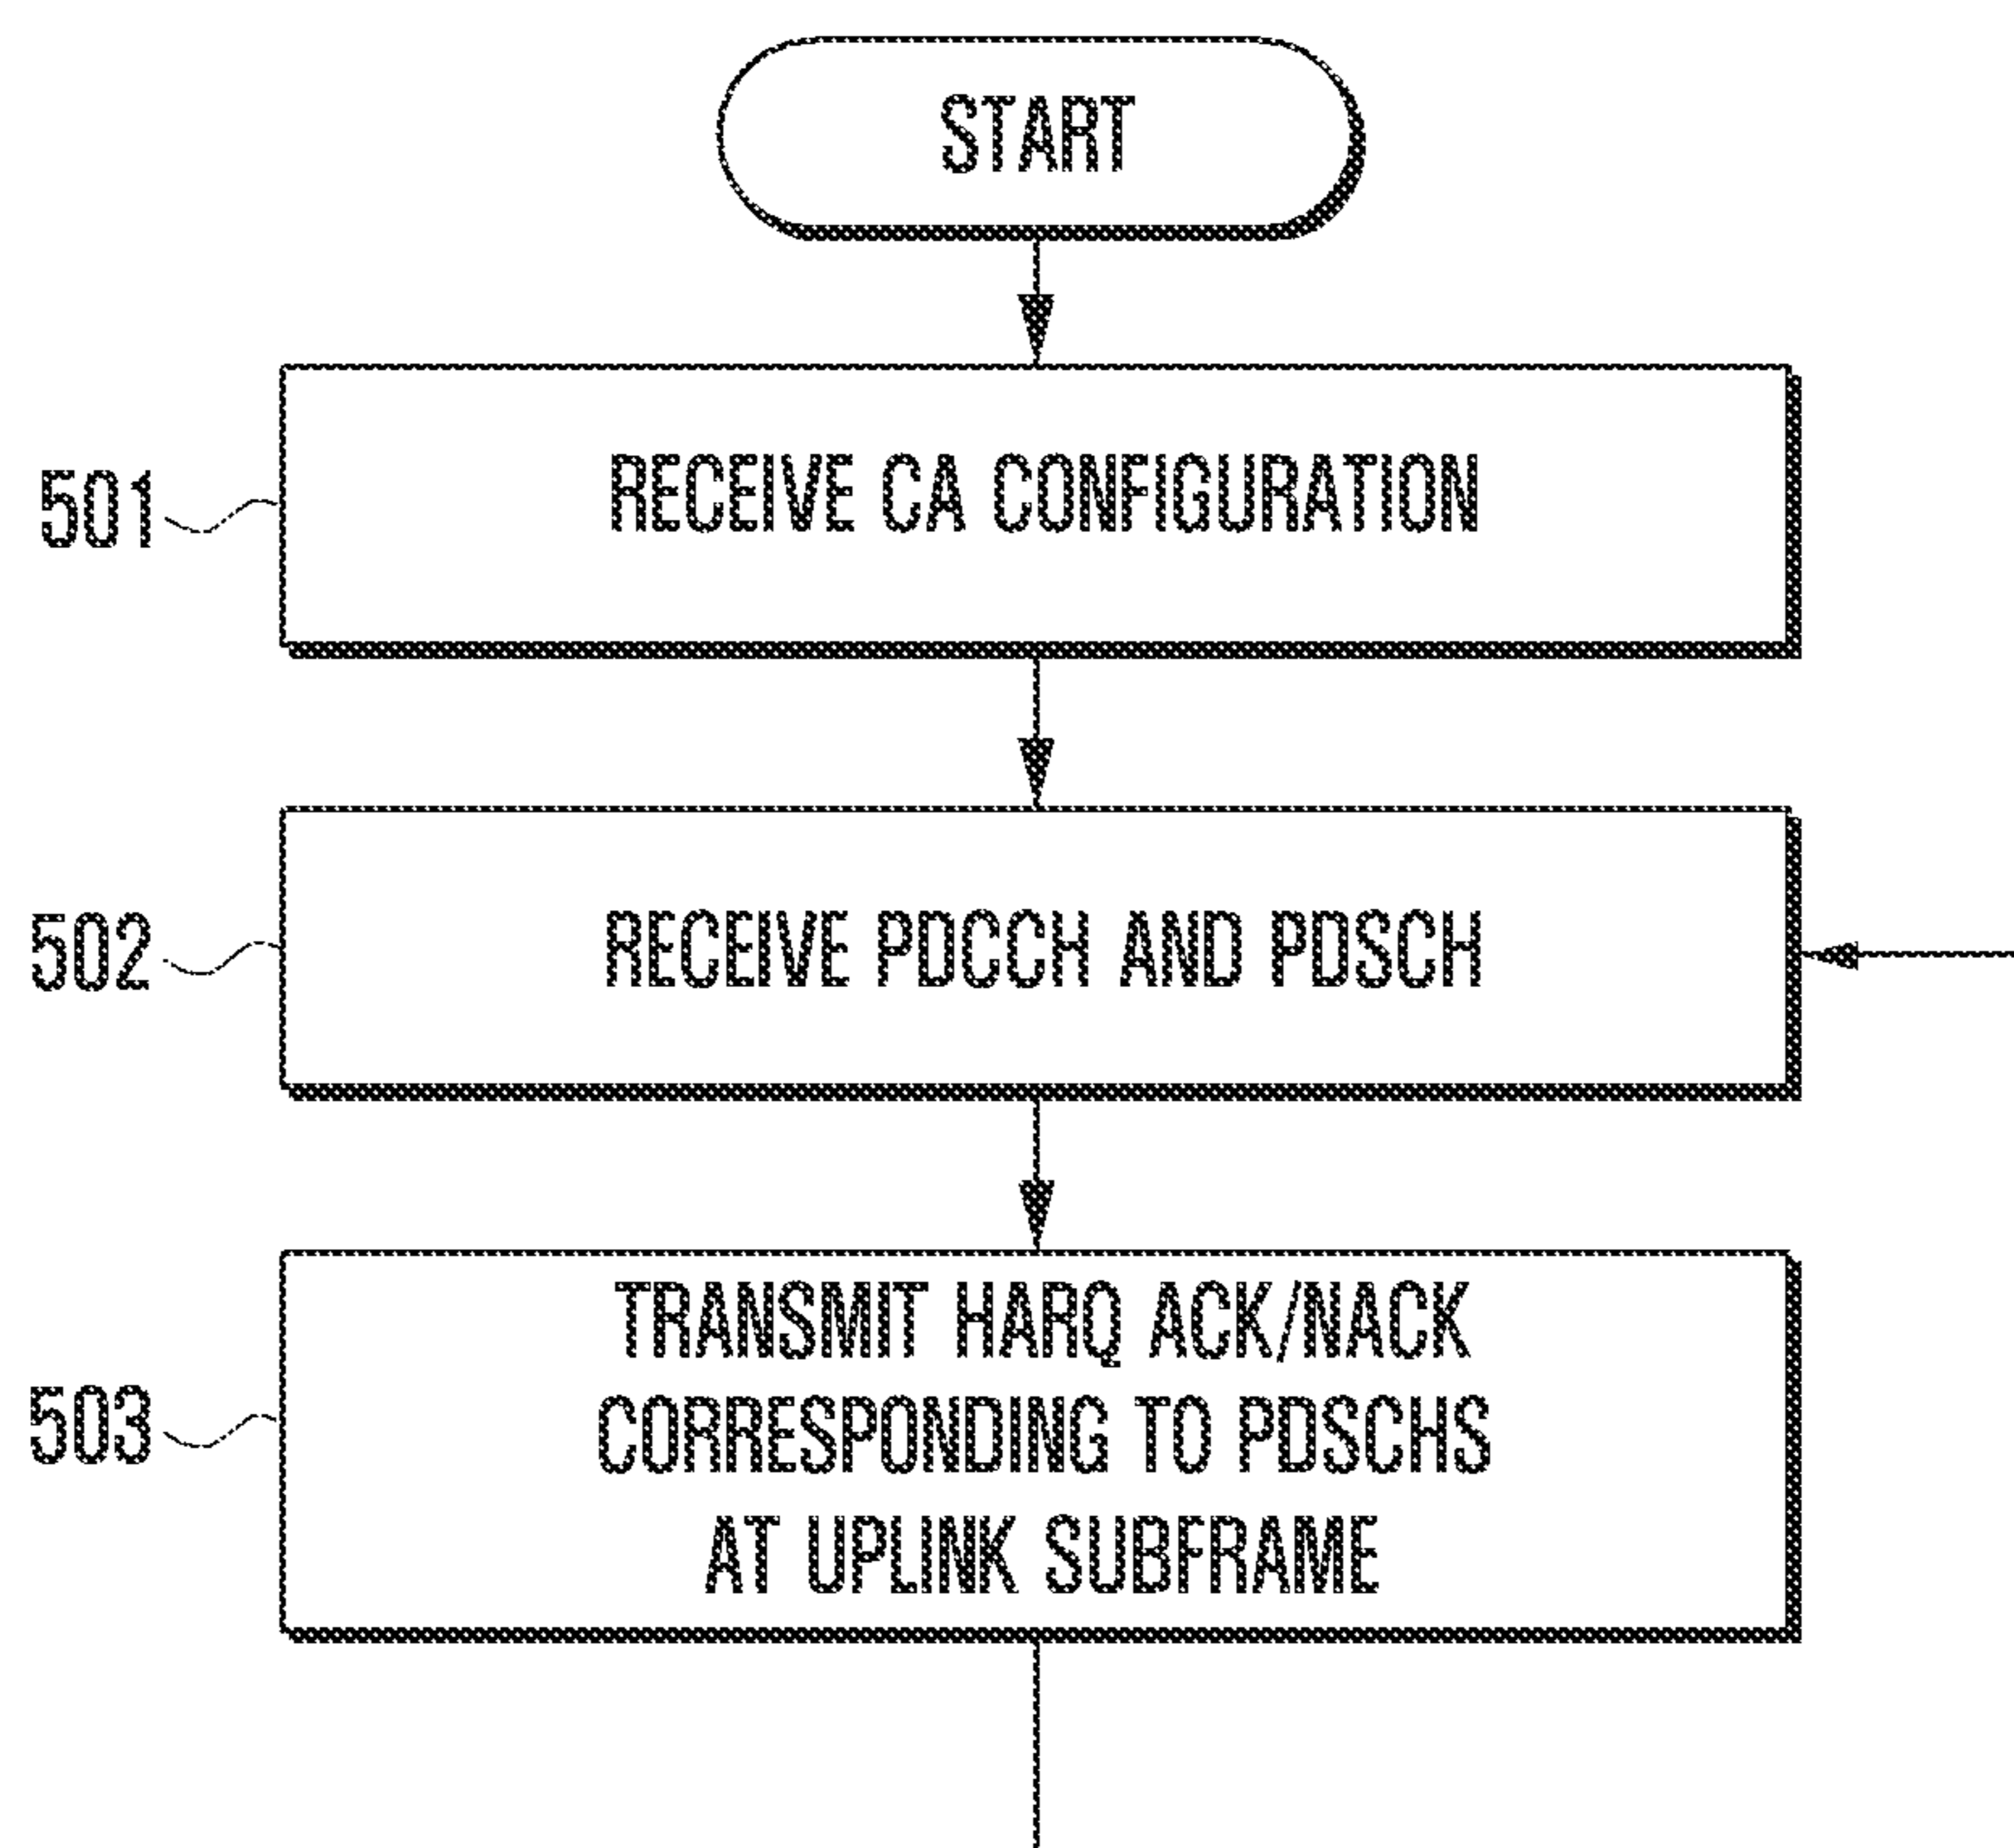 START
501
RECEIVE CA CONFIGURATION
502
RECEIVE PDCCH AND PDSCH
503
TRANSMIT HARQ ACK/NACK
CORRESPONDING TO PDSCHS
AT UPLINK SUBFRAME